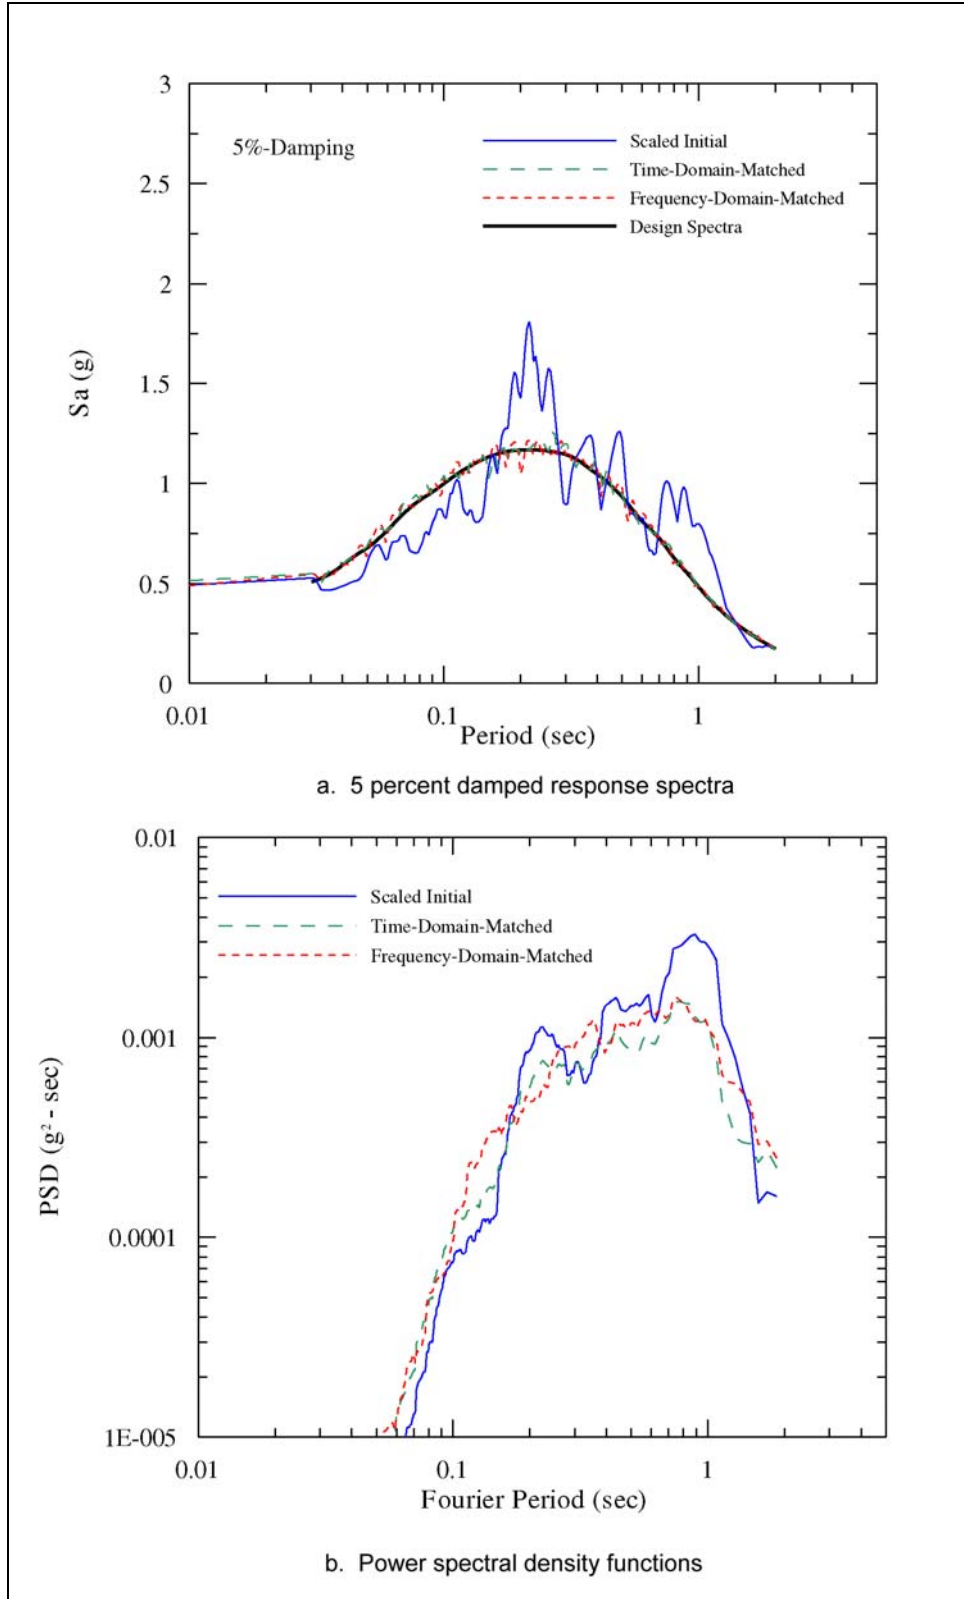 3
2.5
2
1.5
1
0.5
0
Sa (g)
5%-Damping
Scaled Initial
Time-Domain-Matched
Frequency-Domain-Matched
Design Spectra
0.01
0.1
1
Period (sec)
a. 5 percent damped response spectra
0.01
0.001
0.0001
1E-005
PSD (g² - sec)
Scaled Initial
Time-Domain-Matched
Frequency-Domain-Matched
0.01
0.1
1
Fourier Period (sec)
b. Power spectral density functions